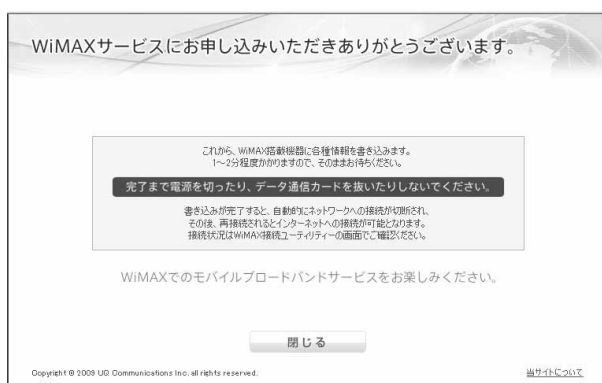 WiMAXサービスにお申し込みいただきありがとうございます。
これから、WiMAX搭載機器に各種情報を書き込みます。
1～2分程度かかりますので、そのままお待ちください。
完了まで電源を切ったり、データ通信カードを抜いたりしないでください。
書き込みが完了すると、自動的にネットワークへの接続が切断され、
その後、再接続されるとインターネットへの接続が可能となります。
接続状況はWiMAX接続ユーティリティーの画面でご確認ください。
WiMAXでのモバイルブロードバンドサービスをお楽しみください。
閉じる
Copyright © 2009 UQ Communications Inc. all rights reserved.
当サイトについて